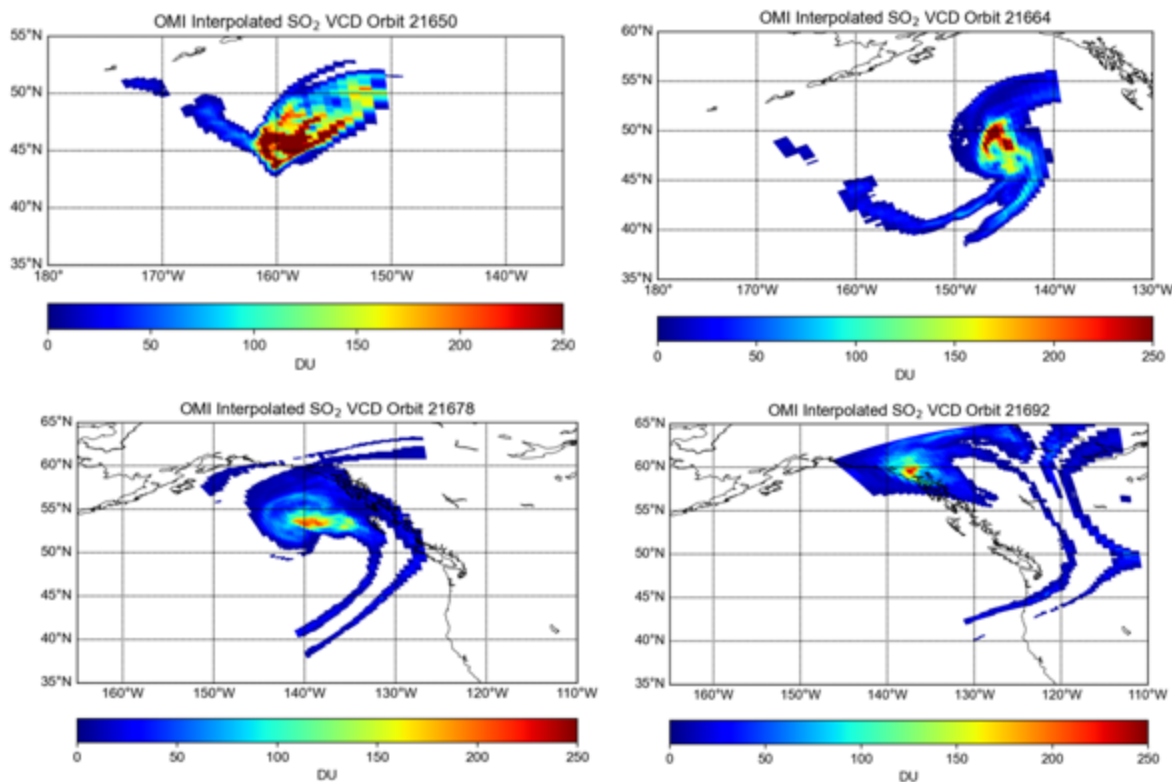 OMI Interpolated SO₂ VCD Orbit 21650
55°N
50°N
45°N
40°N
35°N
180° 170°W 160°W 150°W 140°W
0 50 100 150 200 250
DU
OMI Interpolated SO₂ VCD Orbit 21664
60°N
55°N
50°N
45°N
40°N
35°N
180° 170°W 160°W 150°W 140°W 130°W
0 50 100 150 200 250
DU
OMI Interpolated SO₂ VCD Orbit 21678
65°N
60°N
55°N
50°N
45°N
40°N
35°N
160°W 150°W 140°W 130°W 120°W 110°W
0 50 100 150 200 250
DU
OMI Interpolated SO₂ VCD Orbit 21692
65°N
60°N
55°N
50°N
45°N
40°N
35°N
160°W 150°W 140°W 130°W 120°W 110°W
0 50 100 150 200 250
DU